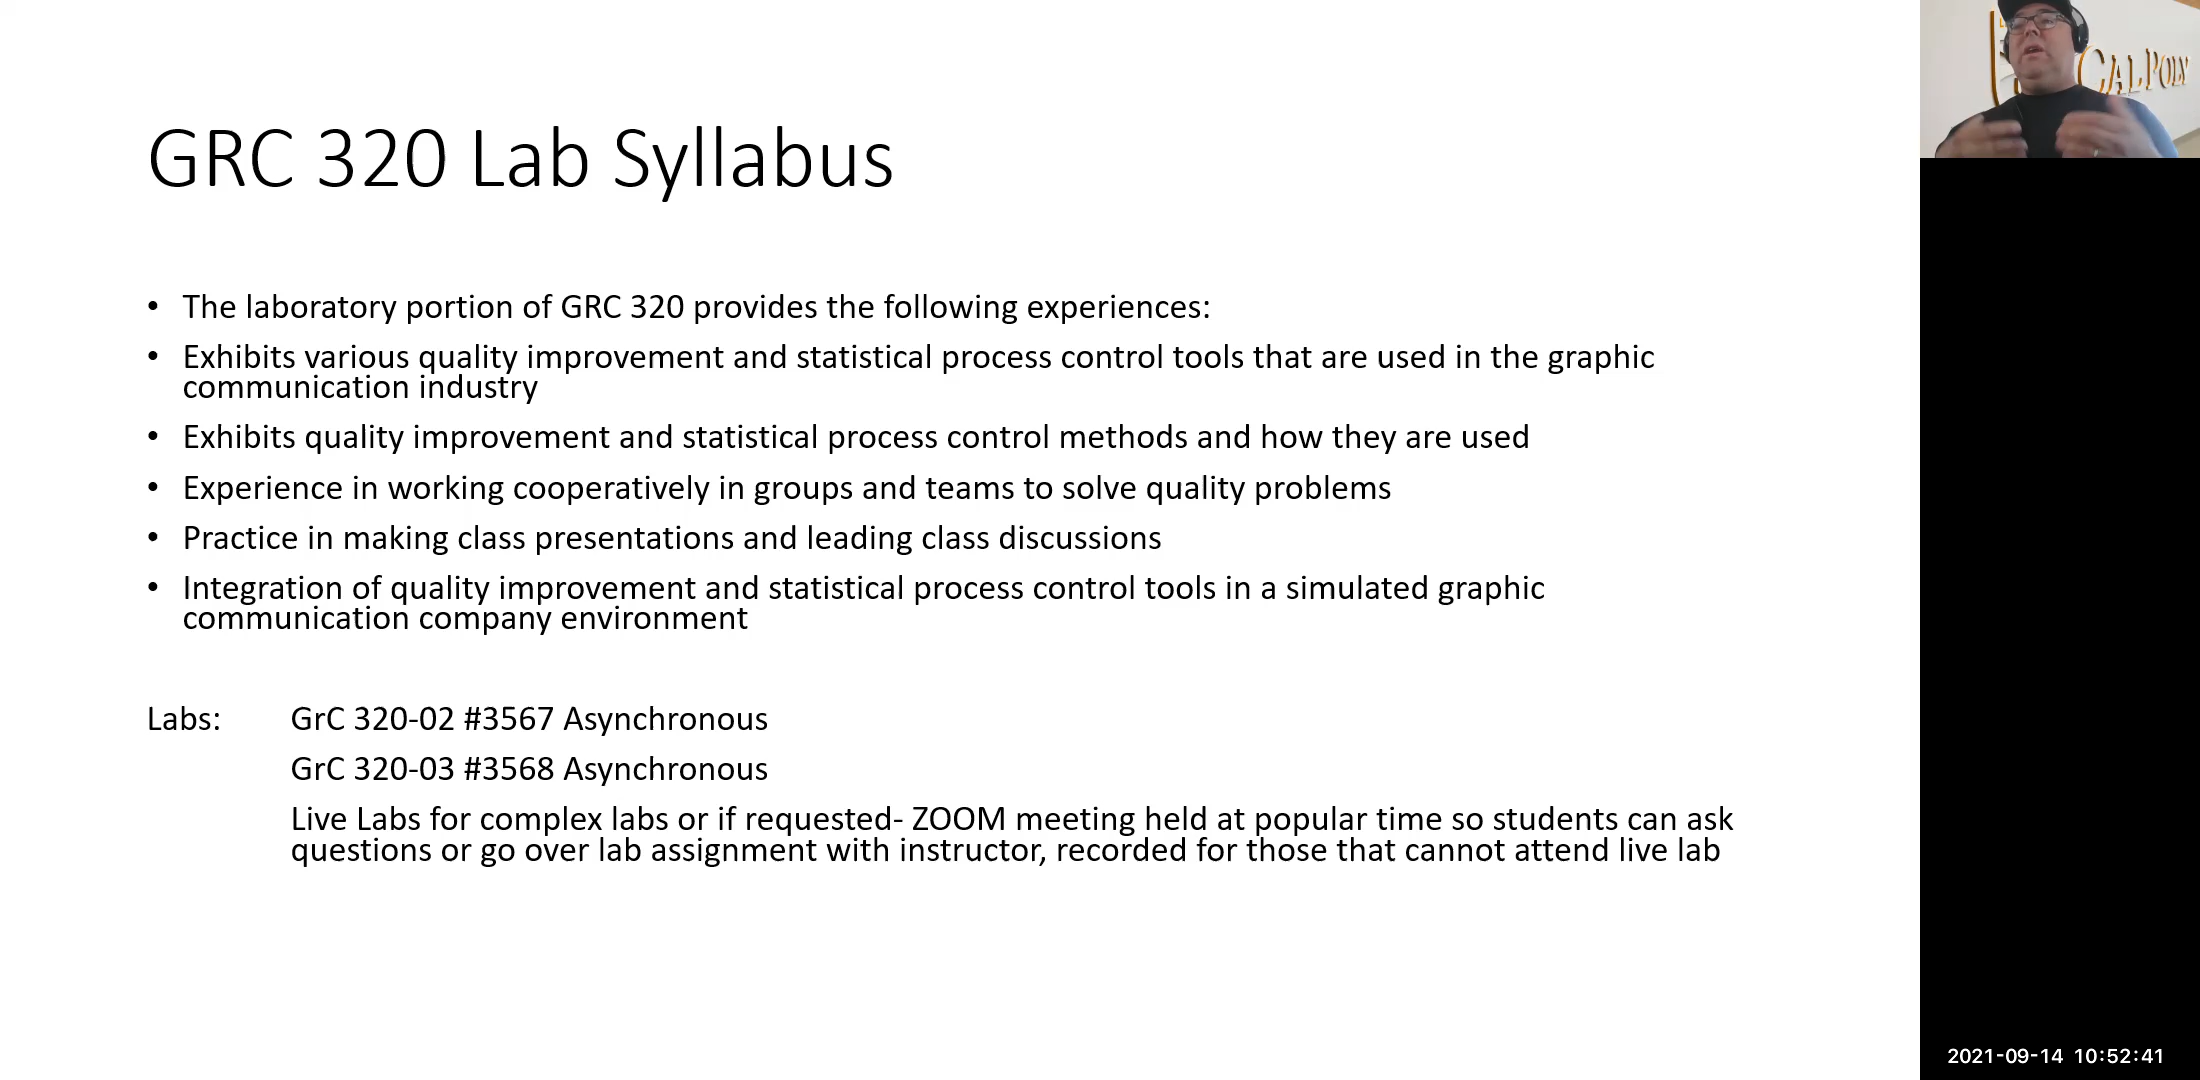 GRC 320 Lab Syllabus
• The laboratory portion of GRC 320 provides the following experiences:
• Exhibits various quality improvement and statistical process control tools that are used in the graphic
communication industry
• Exhibits quality improvement and statistical process control methods and how they are used
• Experience in working cooperatively in groups and teams to solve quality problems
• Practice in making class presentations and leading class discussions
• Integration of quality improvement and statistical process control tools in a simulated graphic
communication company environment
Labs: GrC 320-02 #3567 Asynchronous
GrC 320-03 #3568 Asynchronous
Live Labs for complex labs or if requested- ZOOM meeting held at popular time so students can ask
questions or go over lab assignment with instructor, recorded for those that cannot attend live lab
CAL POLY
2021-09-14 10:52:41